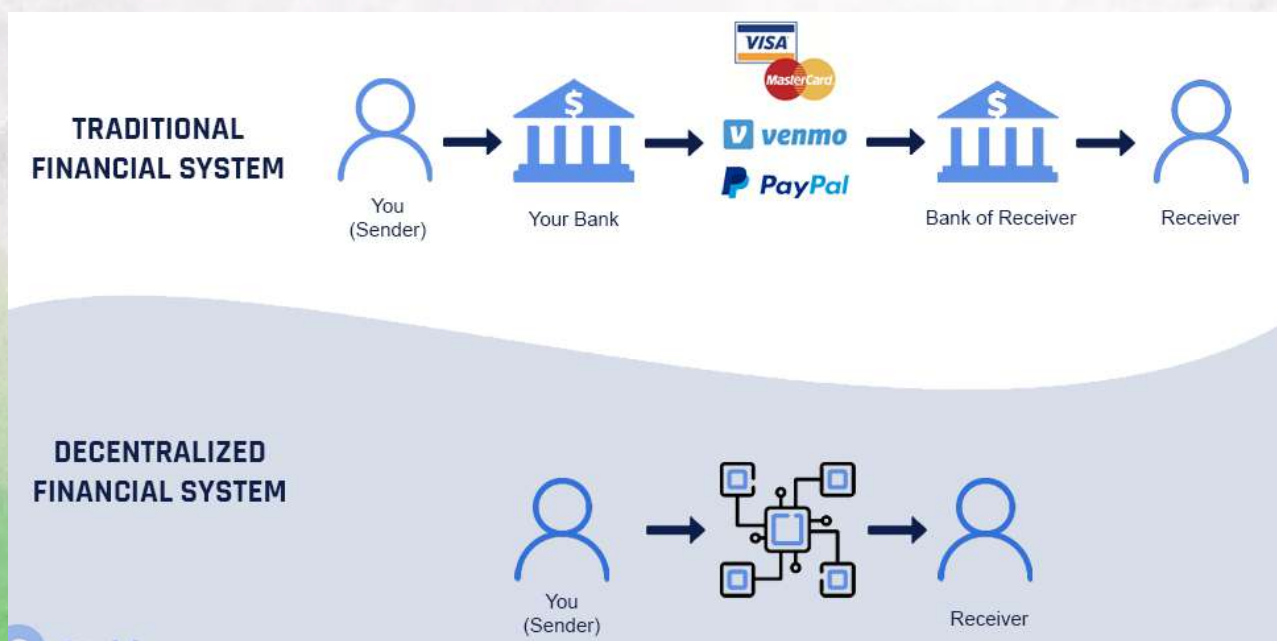 VISA
MasterCard
TRADITIONAL
FINANCIAL SYSTEM
$
$
V venmo
PayPal
You
(Sender)
Your Bank
Bank of Receiver
Receiver
DECENTRALIZED
FINANCIAL SYSTEM
You
(Sender)
Receiver